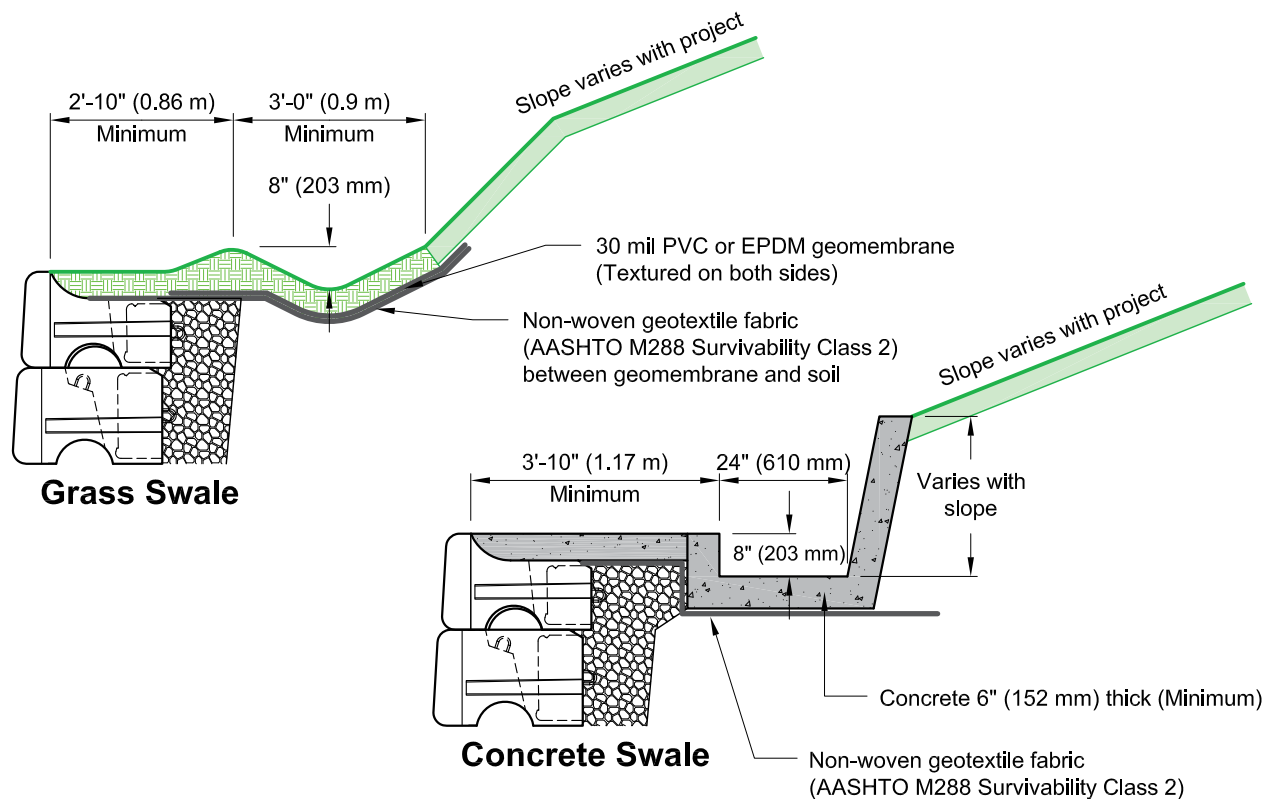 Slope varies with project
2'-10" (0.86 m)
Minimum
3'-0" (0.9 m)
Minimum
8" (203 mm)
30 mil PVC or EPDM geomembrane
(Textured on both sides)
Non-woven geotextile fabric
(AASHTO M288 Survivability Class 2)
between geomembrane and soil
Grass Swale
Slope varies with project
3'-10" (1.17 m)
Minimum
24" (610 mm)
Varies with
slope
8" (203 mm)
Concrete 6" (152 mm) thick (Minimum)
Concrete Swale
Non-woven geotextile fabric
(AASHTO M288 Survivability Class 2)